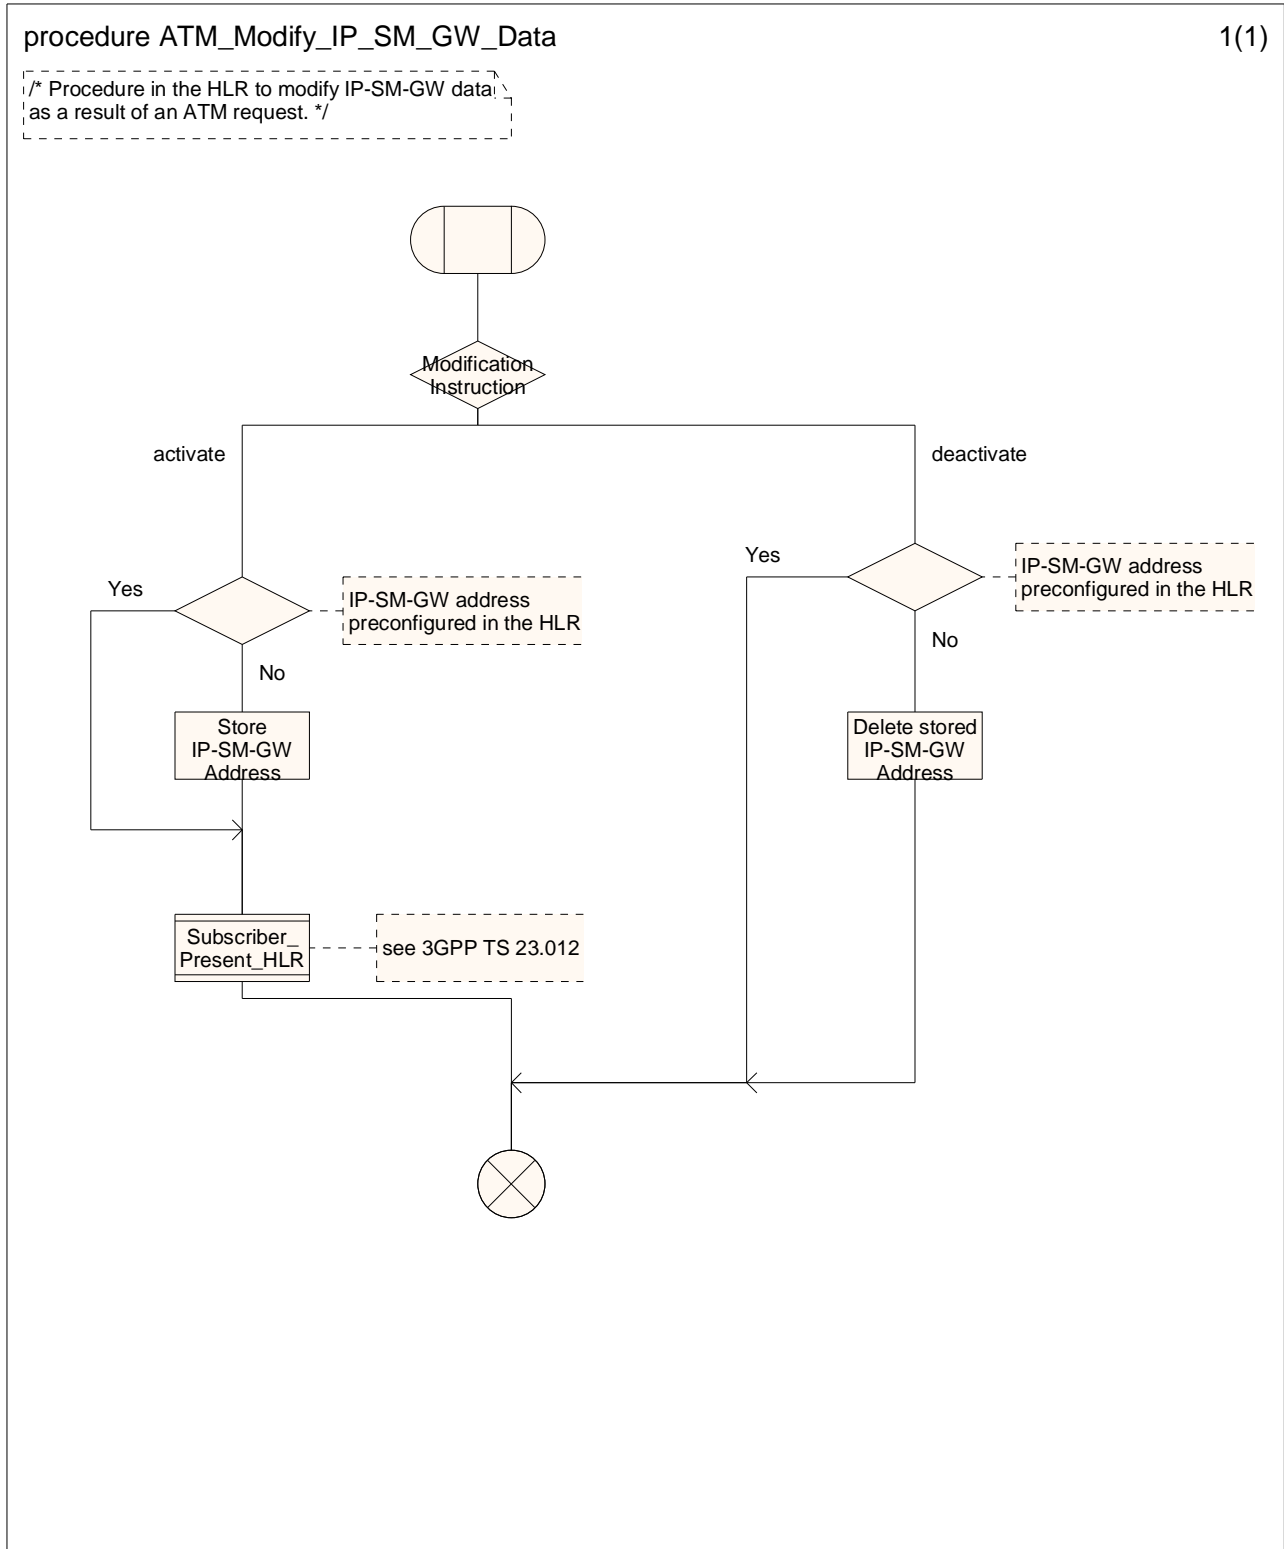 procedure ATM_Modify_IP_SM_GW_Data
1(1)
/* Procedure in the HLR to modify IP-SM-GW data
as a result of an ATM request. */
Modification
Instruction
activate
deactivate
Yes
IP-SM-GW address
preconfigured in the HLR
No
Store
IP-SM-GW
Address
Yes
IP-SM-GW address
preconfigured in the HLR
No
Delete stored
IP-SM-GW
Address
Subscriber_
Present_HLR
see 3GPP TS 23.012